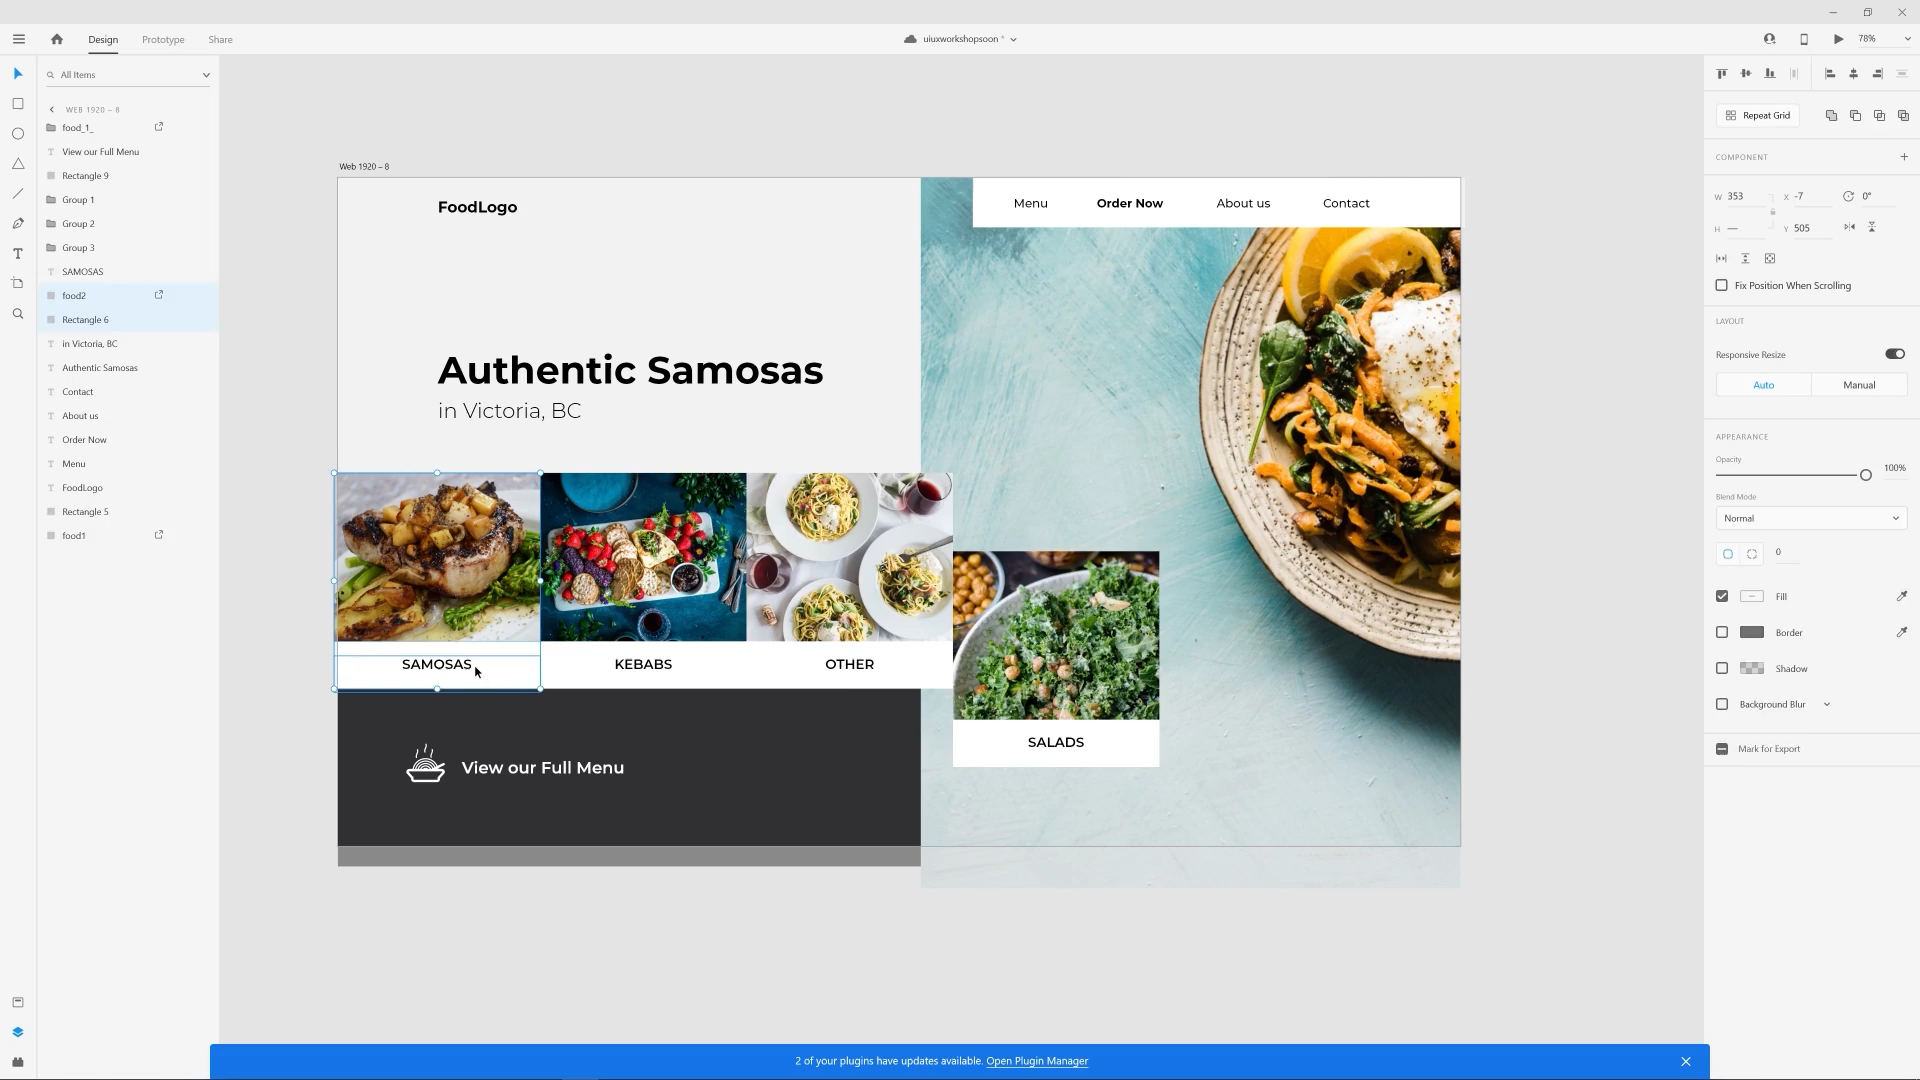 Design
Prototype
Share
uiuxworkshopsoon *
78%
All Items
WEB 1920 – 8
food_1_
View our Full Menu
Rectangle 9
Group 1
Group 2
Group 3
SAMOSAS
food2
Rectangle 6
in Victoria, BC
Authentic Samosas
Contact
About us
Order Now
Menu
FoodLogo
Rectangle 5
food1
Web 1920 – 8
FoodLogo
Menu
Order Now
About us
Contact
Authentic Samosas
in Victoria, BC
SAMOSAS
KEBABS
OTHER
SALADS
View our Full Menu
Repeat Grid
COMPONENT
W 353
X -7
0°
H —
Y 505
Fix Position When Scrolling
LAYOUT
Responsive Resize
Auto
Manual
APPEARANCE
Opacity
100%
Blend Mode
Normal
0
Fill
Border
Shadow
Background Blur
Mark for Export
2 of your plugins have updates available. Open Plugin Manager